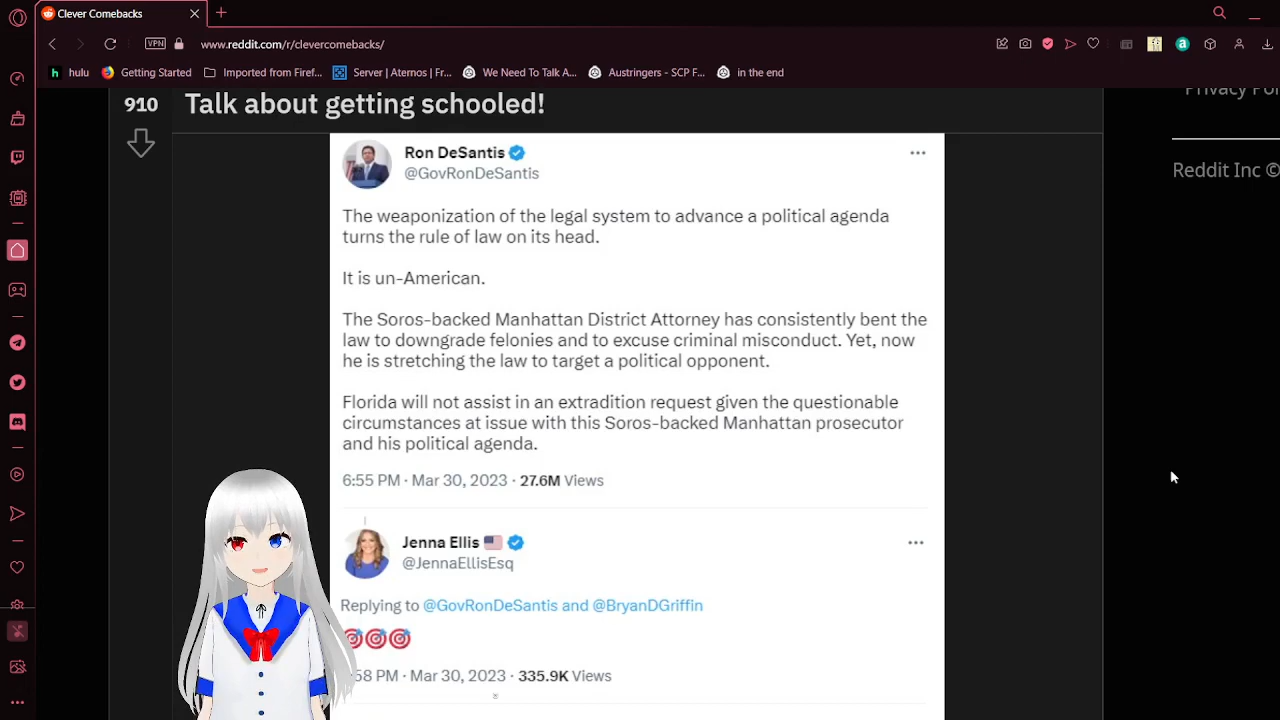 Clever Comebacks
VPN
www.reddit.com/r/clevercomebacks/
h hulu
Getting Started
Imported from Firef...
Server | Aternos | Fr...
We Need To Talk A...
Austringers - SCP F...
in the end
910
Talk about getting schooled!
Privacy Pol
Reddit Inc ©
Ron DeSantis
@GovRonDeSantis
The weaponization of the legal system to advance a political agenda
turns the rule of law on its head.
It is un-American.
The Soros-backed Manhattan District Attorney has consistently bent the
law to downgrade felonies and to excuse criminal misconduct. Yet, now
he is stretching the law to target a political opponent.
Florida will not assist in an extradition request given the questionable
circumstances at issue with this Soros-backed Manhattan prosecutor
and his political agenda.
6:55 PM · Mar 30, 2023 · 27.6M Views
Jenna Ellis
@JennaEllisEsq
Replying to @GovRonDeSantis and @BryanDGriffin
:58 PM · Mar 30, 2023 · 335.9K Views